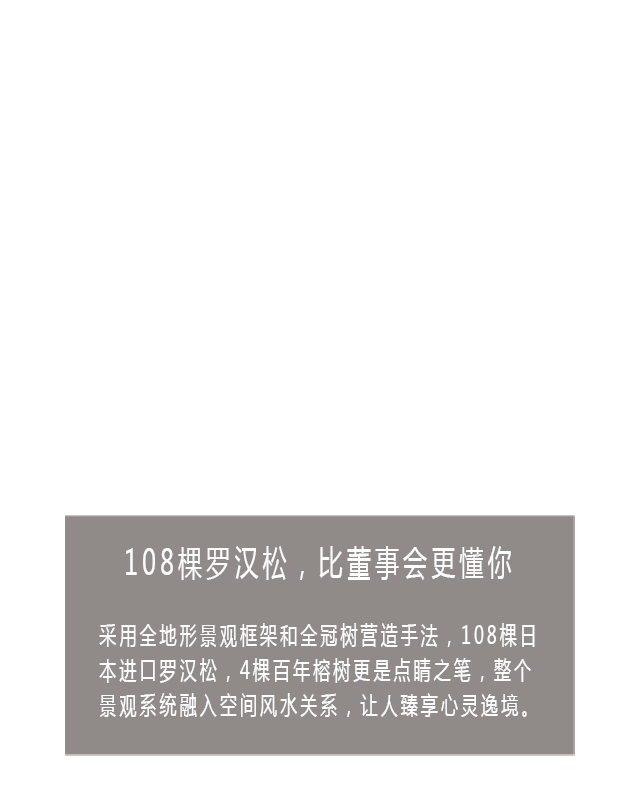 108棵罗汉松，比董事会更懂你
采用全地形景观框架和全冠树营造手法，108棵日
本进口罗汉松，4棵百年榕树更是点睛之笔，整个
景观系统融入空间风水关系，让人臻享心灵逸境。